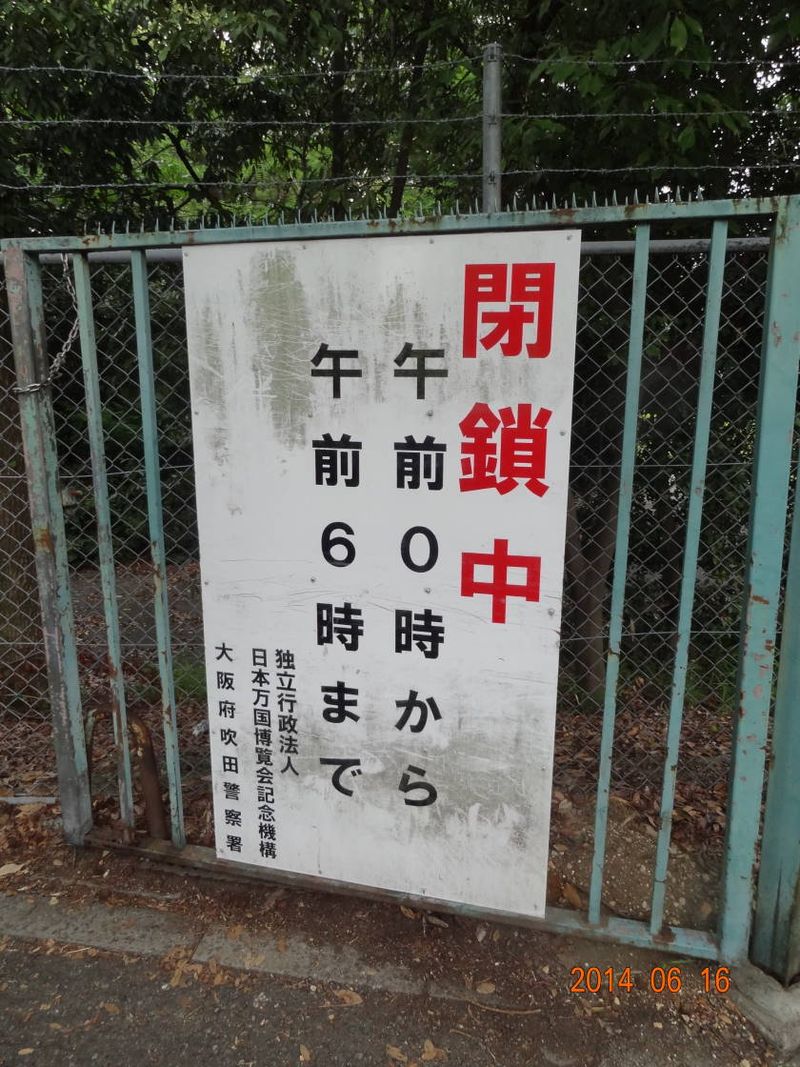 閉鎖中
午前0時から
午前6時まで
独立行政法人
日本万国博覧会記念機構
大阪府吹田警察署
2014 06 16